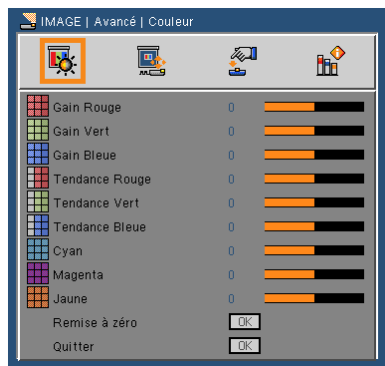 IMAGE | Avancé | Couleur
Gain Rouge 0
Gain Vert 0
Gain Bleue 0
Tendance Rouge 0
Tendance Vert 0
Tendance Bleue 0
Cyan 0
Magenta 0
Jaune 0
Remise à zéro OK
Quitter OK